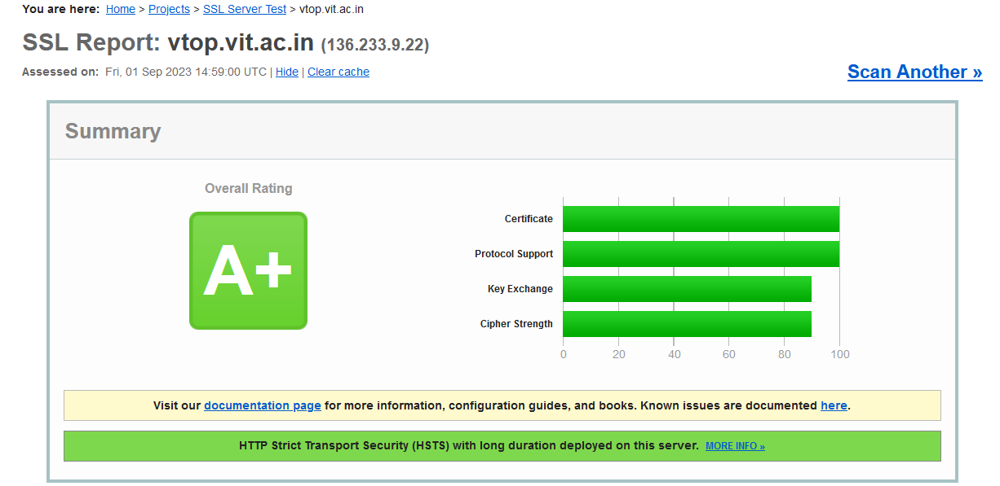 You are here: Home > Projects > SSL Server Test > vtop.vit.ac.in
SSL Report: vtop.vit.ac.in (136.233.9.22)
Assessed on: Fri, 01 Sep 2023 14:59:00 UTC | Hide | Clear cache
Scan Another »
Summary
Overall Rating
A+
Certificate
Protocol Support
Key Exchange
Cipher Strength
0 20 40 60 80 100
Visit our documentation page for more information, configuration guides, and books. Known issues are documented here.
HTTP Strict Transport Security (HSTS) with long duration deployed on this server. MORE INFO »